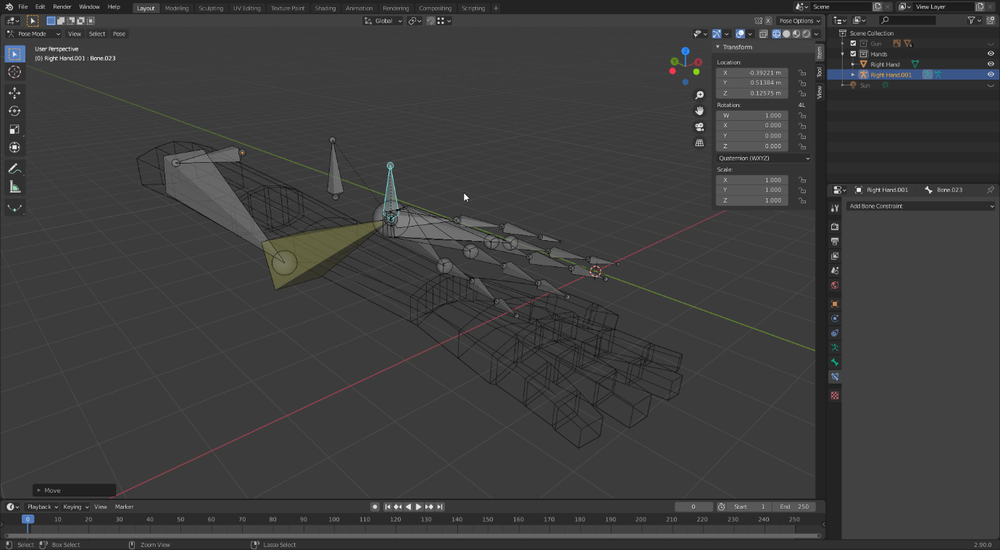 File Edit Render Window Help Layout Modeling Sculpting UV Editing Texture Paint Shading Animation Rendering Compositing Scripting + Scene View Layer
Global X Pose Options
Pose Mode View Select Pose
User Perspective
(0) Right Hand.001 : Bone.023
Z
Y
X
Transform
Location:
X -0.39221 m
Y 0.51384 m
Z 0.12575 m
Rotation: 4L
W 1.000
X 0.000
Y 0.000
Z 0.000
Quaternion (WXYZ)
Scale:
X 1.000
Y 1.000
Z 1.000
Item
Tool
View
Scene Collection
Gun 6
Hands
Right Hand
Right Hand.001
Sun
Right Hand.001 Bone.023
Add Bone Constraint
Move
Playback Keying View Marker 0 Start 1 End 250
0 10 20 30 40 50 60 70 80 90 100 110 120 130 140 150 160 170 180 190 200 210 220 230 240 250
Select Box Select Zoom View Lasso Select 2.90.0